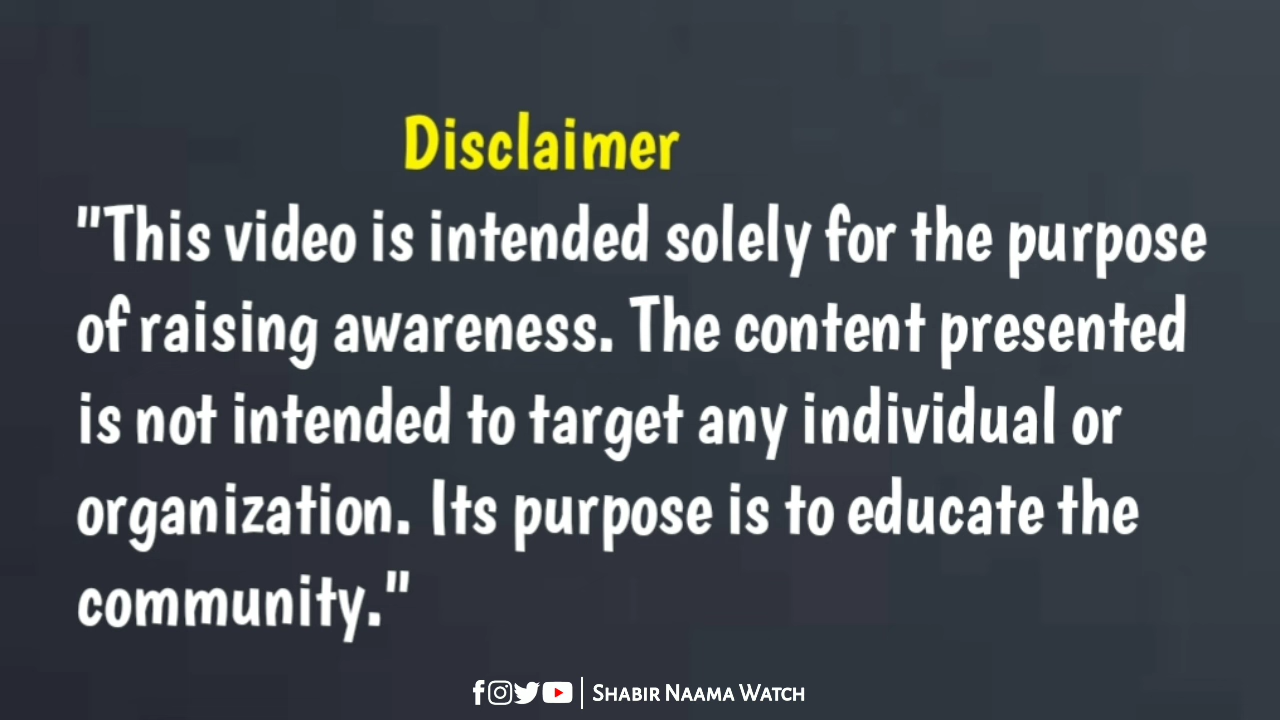 Disclaimer
"This video is intended solely for the purpose
of raising awareness. The content presented
is not intended to target any individual or
organization. Its purpose is to educate the
community."
Shabir Naama Watch